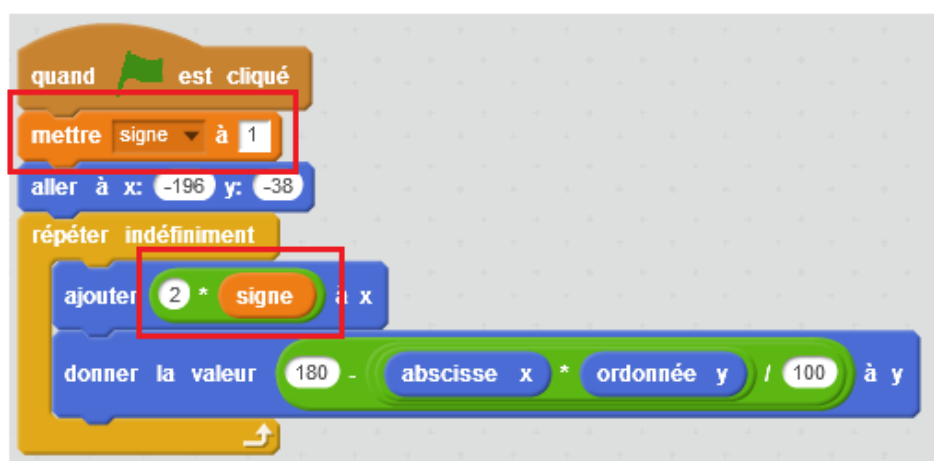 quand est cliqué
mettre signe à 1
aller à x: -196 y: -38
répéter indéfiniment
ajouter 2 * signe à x
donner la valeur 180 - abscisse x * ordonnée y / 100 à y